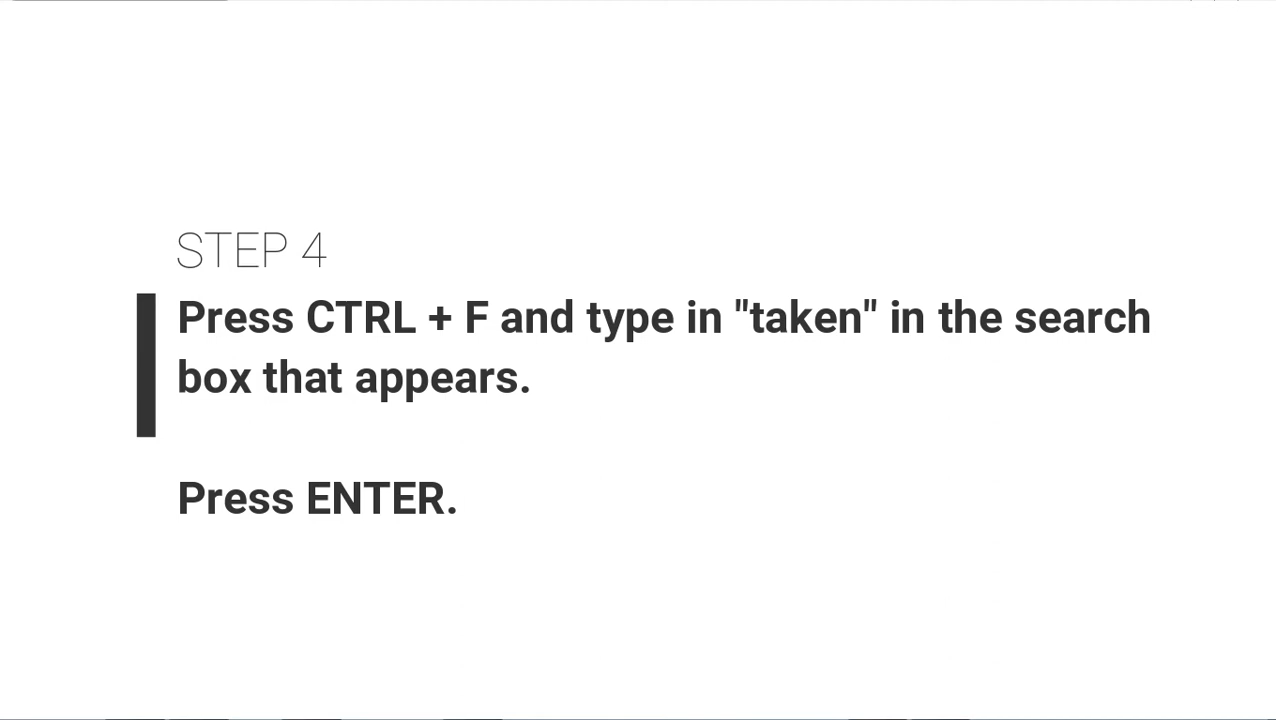 STEP 4
Press CTRL + F and type in "taken" in the search
box that appears.
Press ENTER.